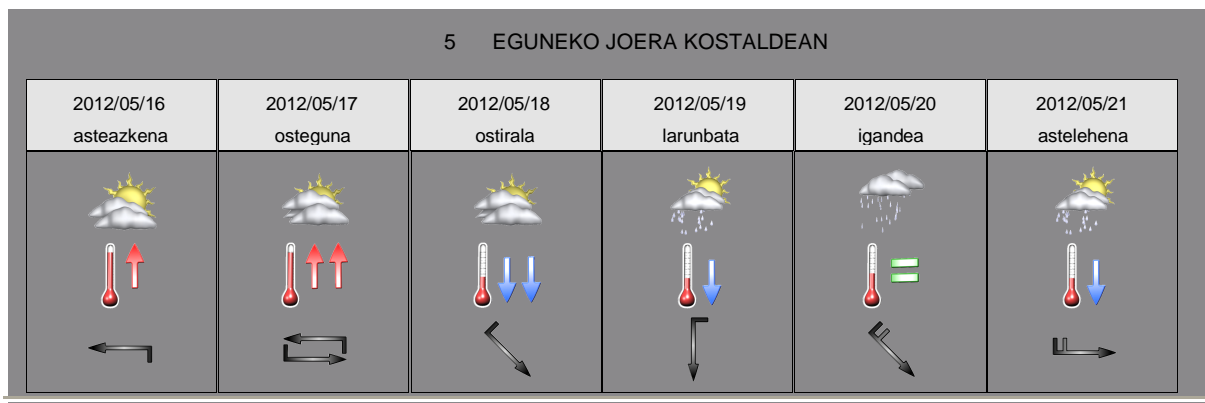 5 EGUNEKO JOERA KOSTALDEAN
2012/05/16 2012/05/17 2012/05/18 2012/05/19 2012/05/20 2012/05/21
asteazkena osteguna ostirala larunbata igandea astelehena